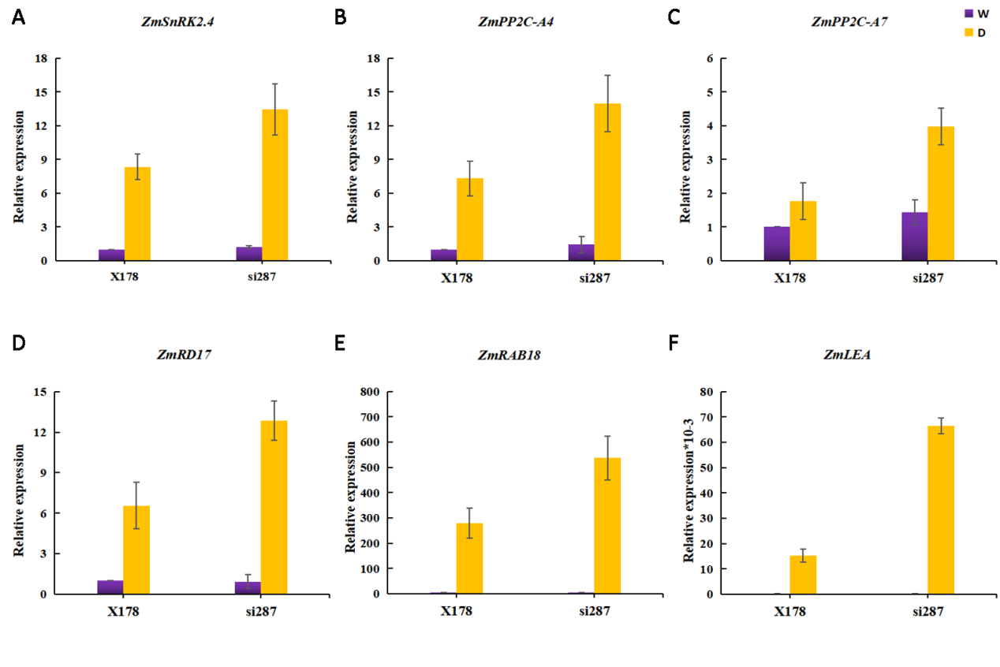 A
ZmSnRK2.4
Relative expression
18
15
12
9
6
3
0
X178
si287
B
ZmPP2C-A4
Relative expression
18
15
12
9
6
3
0
X178
si287
C
ZmPP2C-A7
W
D
Relative expression
6
5
4
3
2
1
0
X178
si287
D
ZmRD17
Relative expression
15
12
9
6
3
0
X178
si287
E
ZmRAB18
Relative expression
800
700
600
500
400
300
200
100
0
X178
si287
F
ZmLEA
Relative expression*10-3
80
70
60
50
40
30
20
10
0
X178
si287